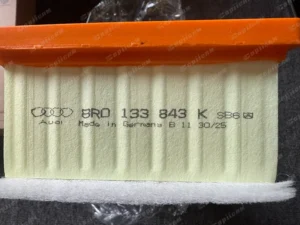 8R0 133 843 K SB6
Audi Made in Germany B 11 30/25